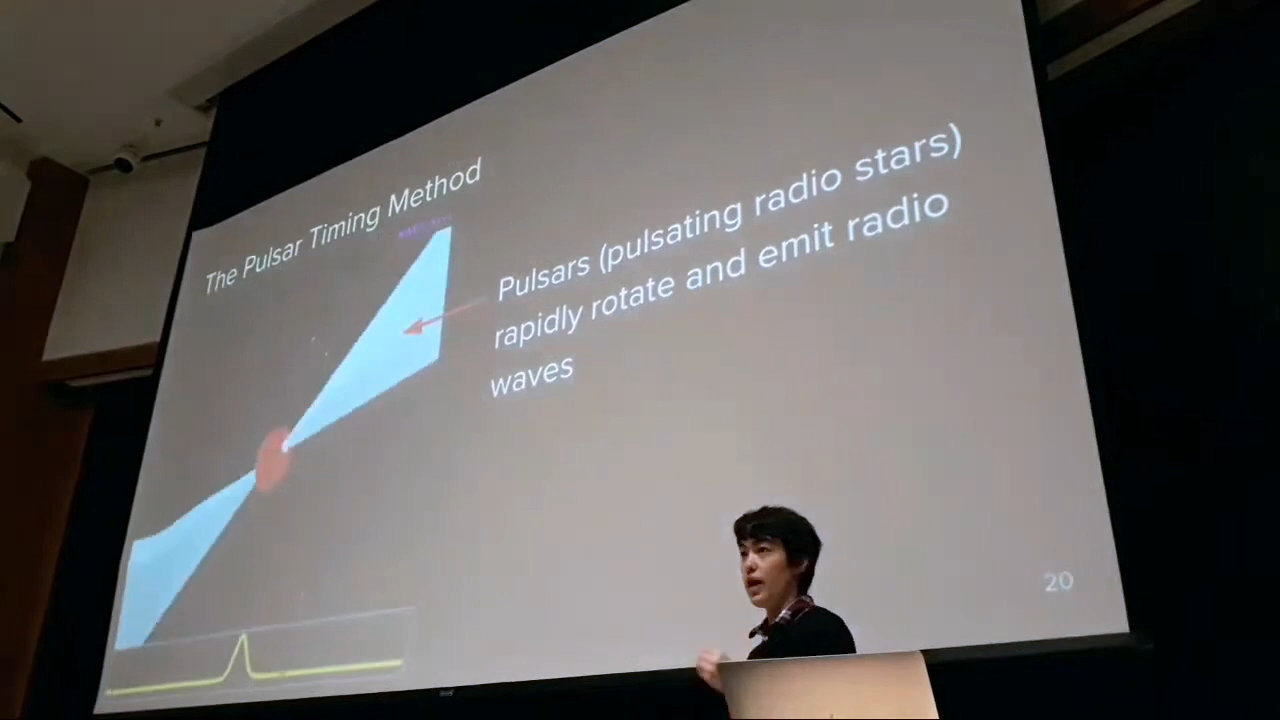 The Pulsar Timing Method
Pulsars (pulsating radio stars)
rapidly rotate and emit radio
waves
20